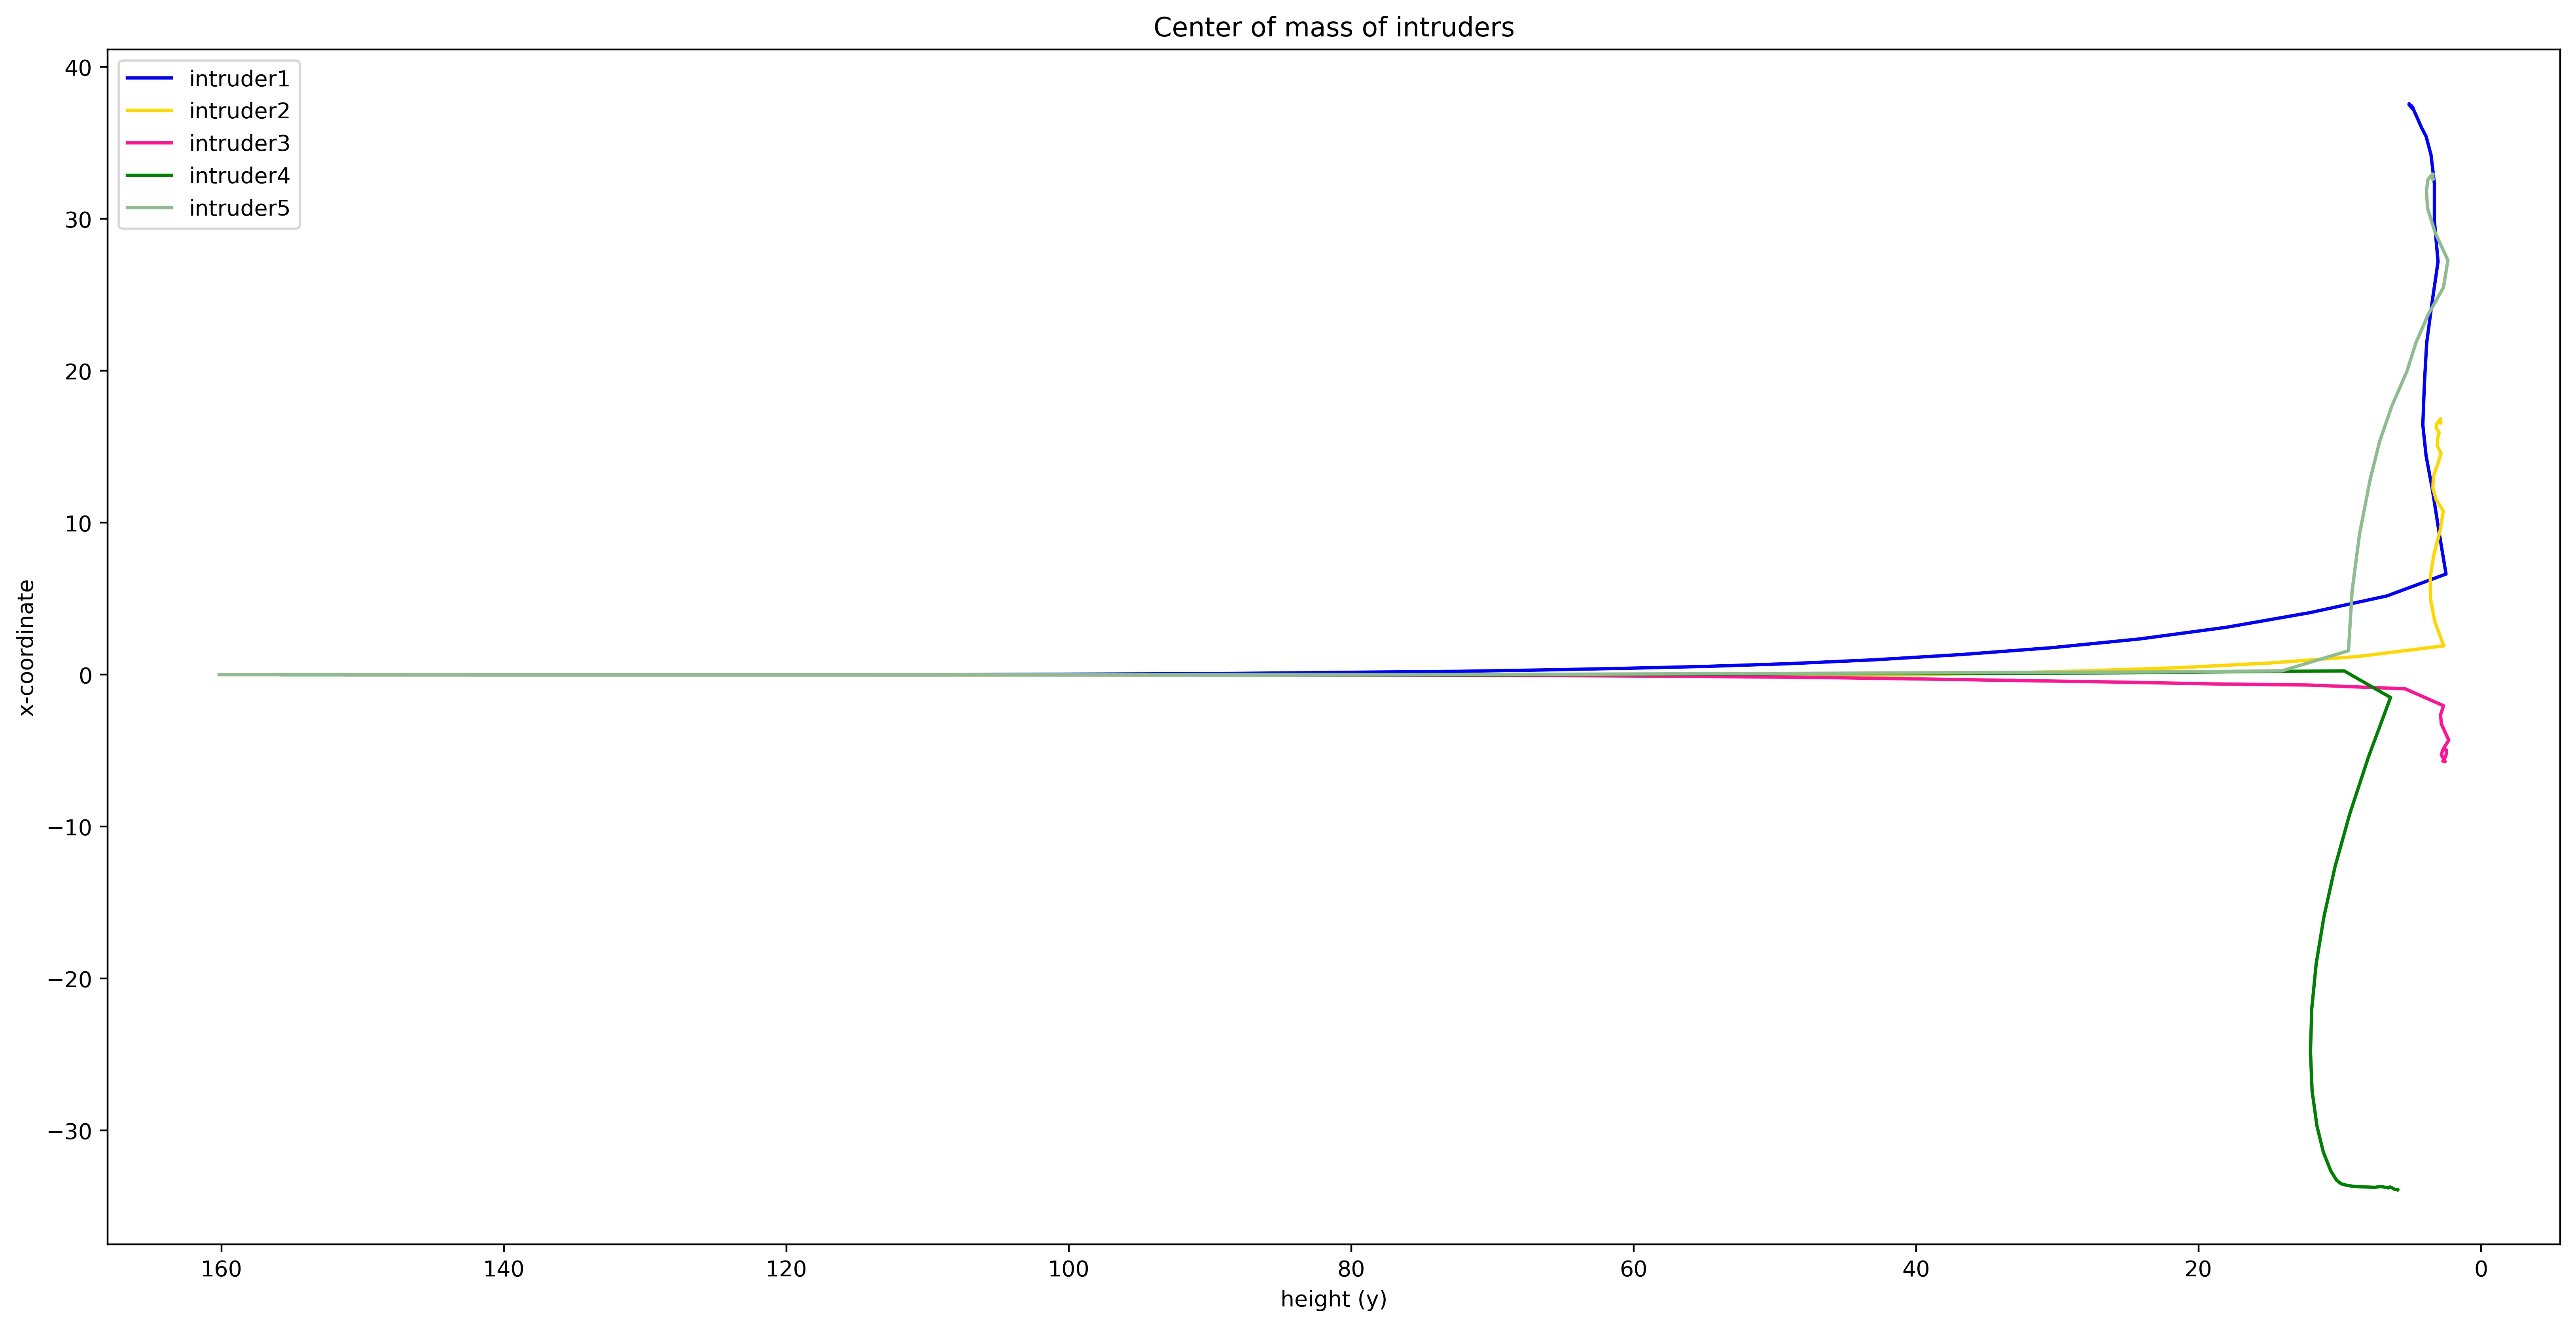 Center of mass of intruders
40
30
20
10
0
−10
−20
−30
x-coordinate
intruder1
intruder2
intruder3
intruder4
intruder5
160 140 120 100 80 60 40 20 0
height (y)